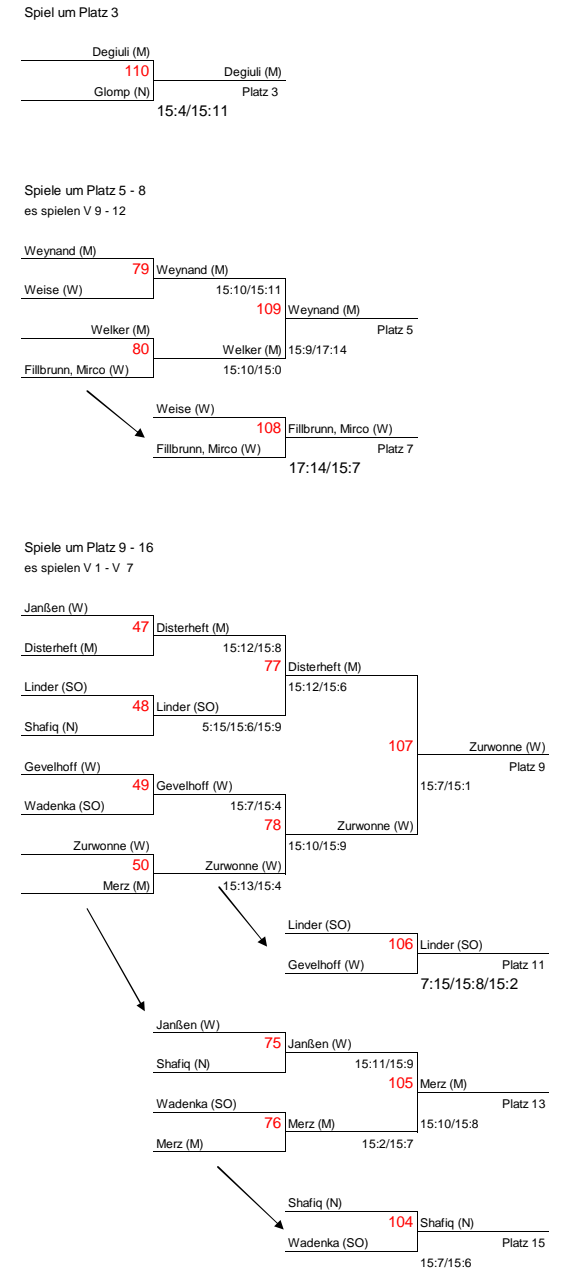 Spiel um Platz 3
Degiuli (M)
110 Degiuli (M)
Glomp (N) Platz 3
15:4/15:11
Spiele um Platz 5 - 8
es spielen V 9 - 12
Weynand (M)
79 Weynand (M)
Weise (W) 15:10/15:11
109 Weynand (M)
Welker (M) Platz 5
80 Welker (M) 15:9/17:14
Fillbrunn, Mirco (W) 15:10/15:0
Weise (W)
108 Fillbrunn, Mirco (W)
Fillbrunn, Mirco (W) Platz 7
17:14/15:7
Spiele um Platz 9 - 16
es spielen V 1 - V 7
Janßen (W)
47 Disterheft (M)
Disterheft (M) 15:12/15:8
77 Disterheft (M)
Linder (SO) 15:12/15:6
48 Linder (SO)
Shafiq (N) 5:15/15:6/15:9
107 Zurwonne (W)
Gevelhoff (W) Platz 9
49 Gevelhoff (W) 15:7/15:1
Wadenka (SO) 15:7/15:4
78 Zurwonne (W)
Zurwonne (W) 15:10/15:9
50 Zurwonne (W)
Merz (M) 15:13/15:4
Linder (SO)
106 Linder (SO)
Gevelhoff (W) Platz 11
7:15/15:8/15:2
Janßen (W)
75 Janßen (W)
Shafiq (N) 15:11/15:9
105 Merz (M)
Wadenka (SO) Platz 13
76 Merz (M) 15:10/15:8
Merz (M) 15:2/15:7
Shafiq (N)
104 Shafiq (N)
Wadenka (SO) Platz 15
15:7/15:6